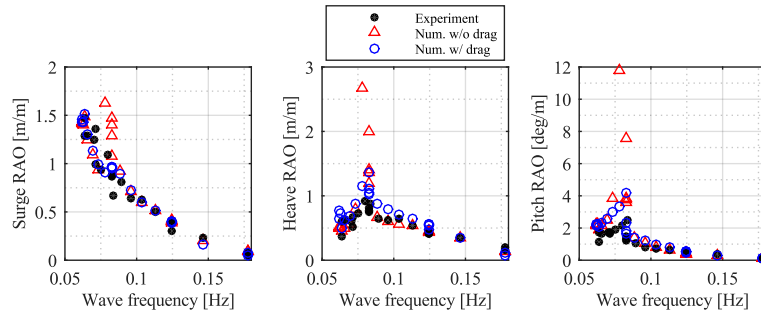 Experiment
Num. w/o drag
Num. w/ drag
Surge RAO [m/m]
2
1.5
1
0.5
0
0.05
0.1
0.15
Wave frequency [Hz]
Heave RAO [m/m]
3
2
1
0
0.05
0.1
0.15
Wave frequency [Hz]
Pitch RAO [deg/m]
12
10
8
6
4
2
0
0.05
0.1
0.15
Wave frequency [Hz]